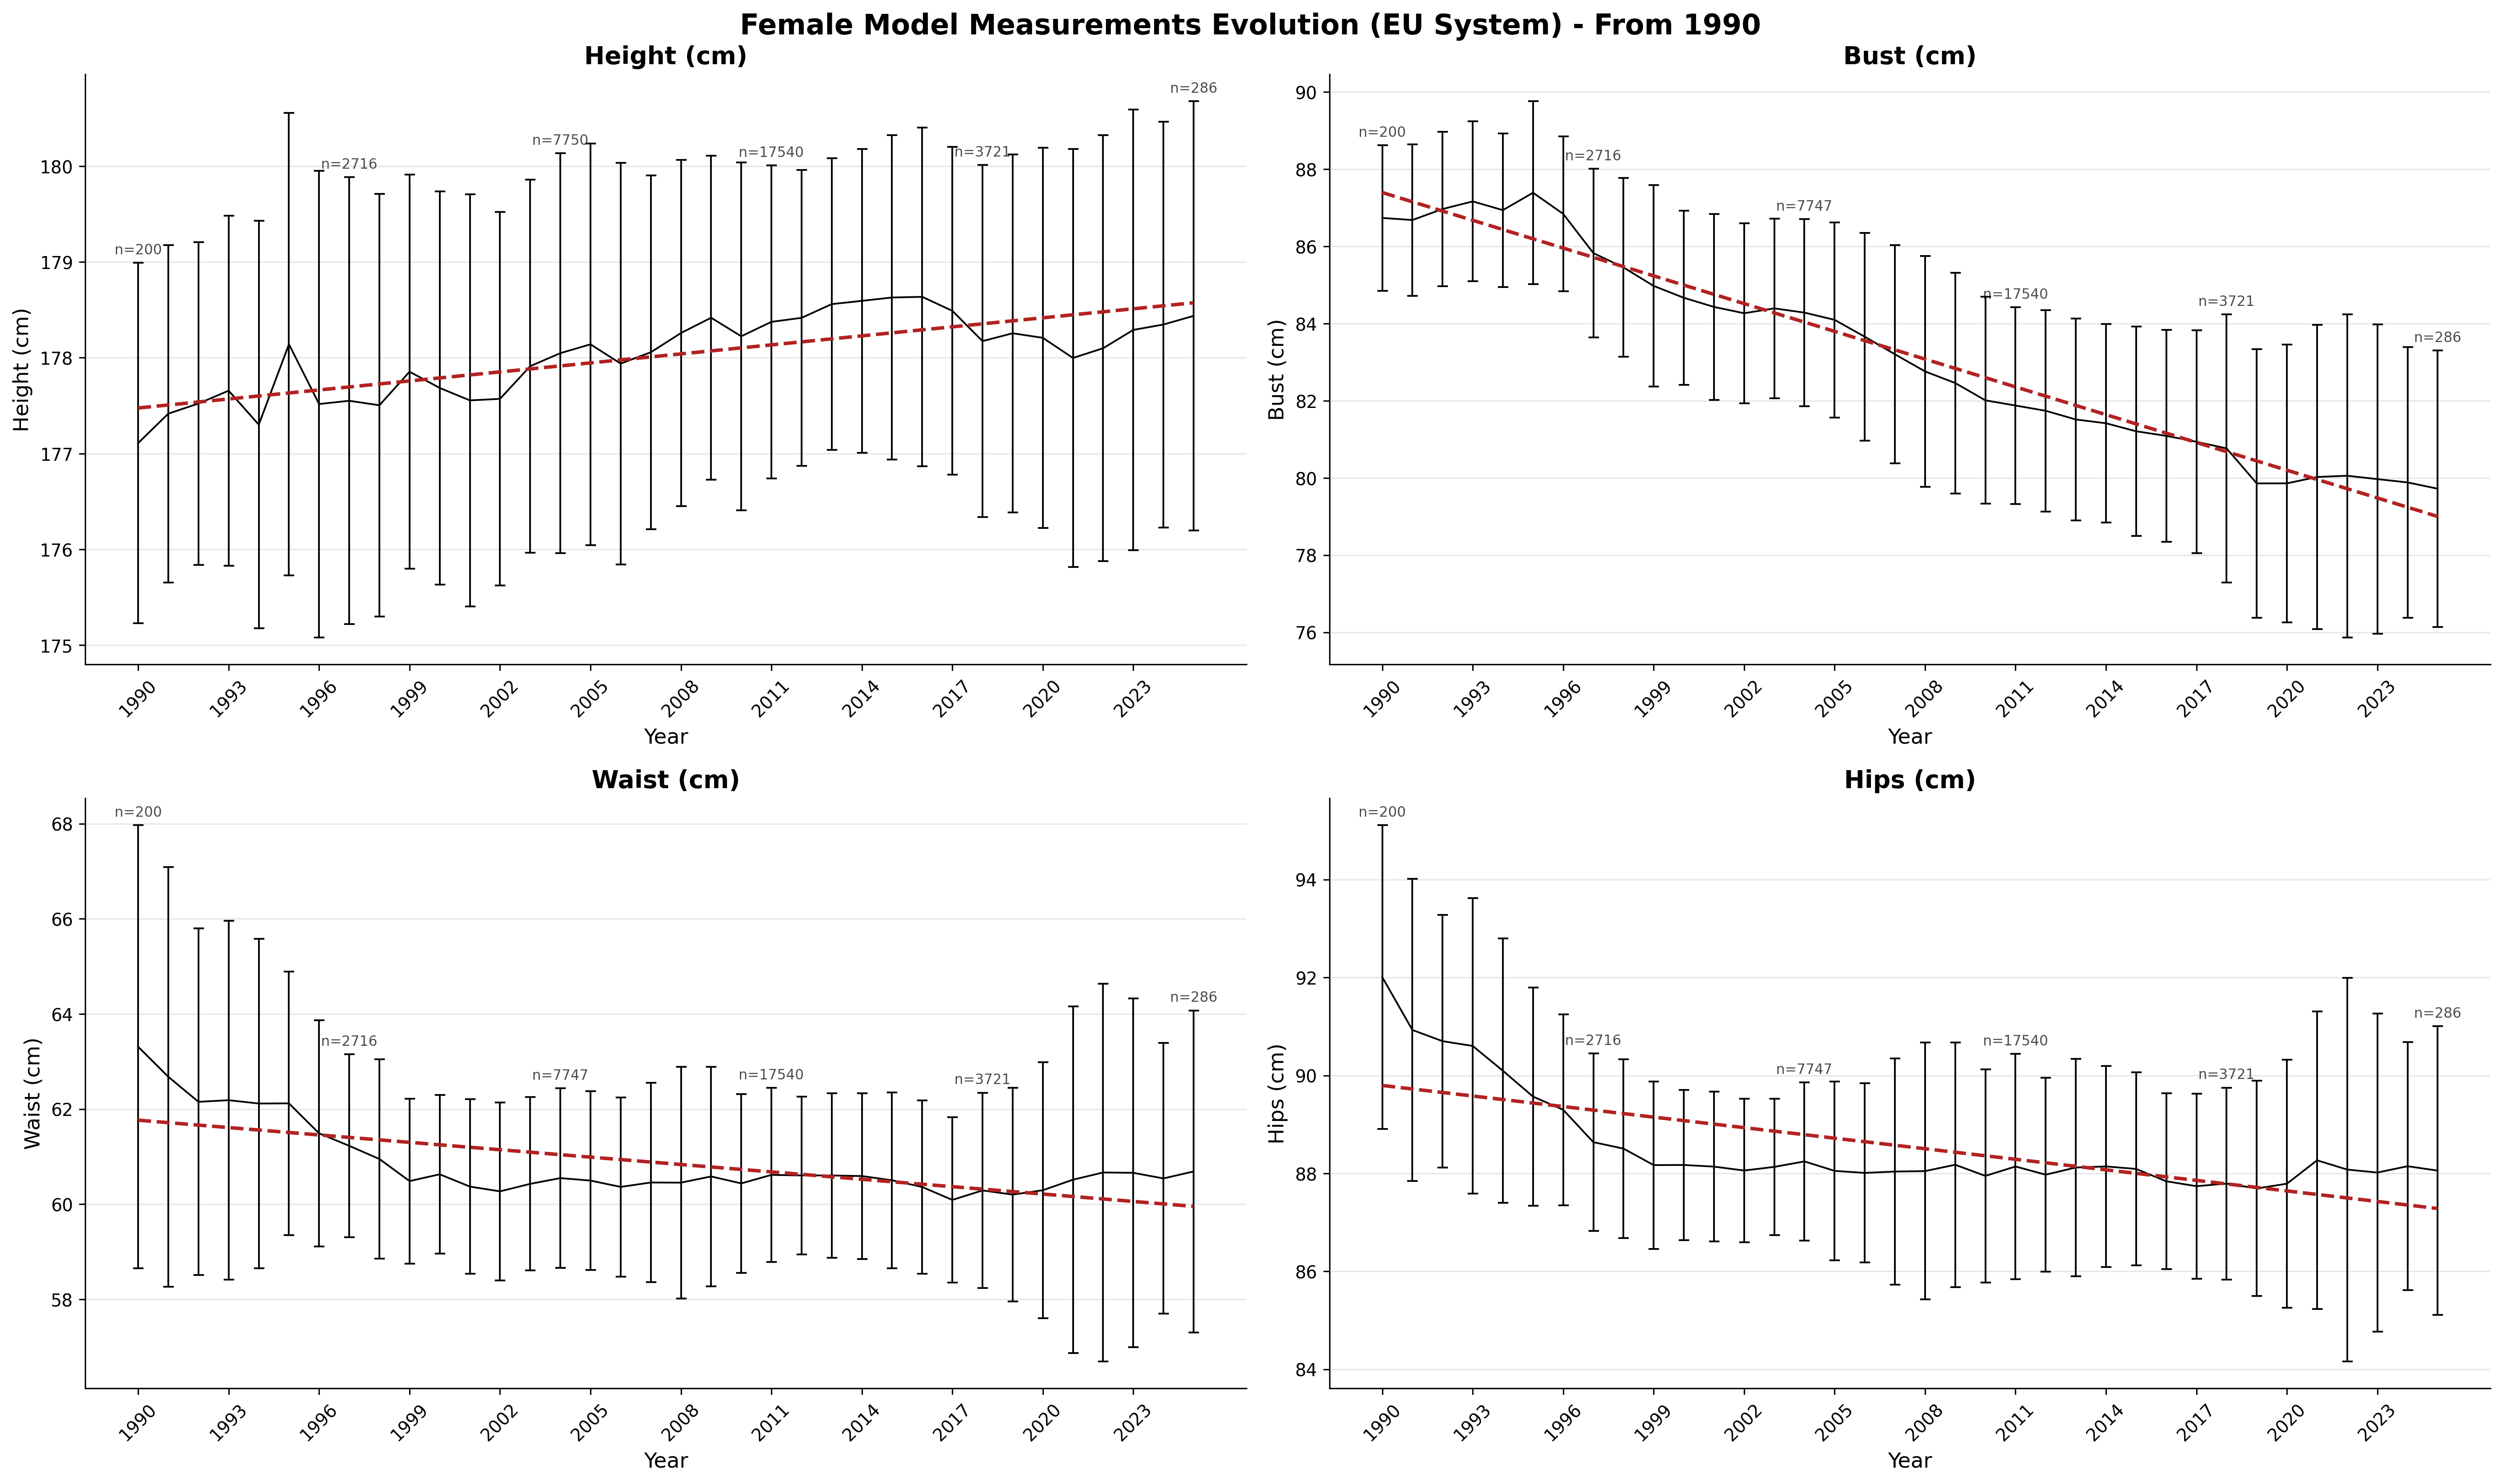 Female Model Measurements Evolution (EU System) - From 1990
Height (cm)
Height (cm)
180
179
178
177
176
175
n=200
n=2716
n=7750
n=17540
n=3721
n=286
1990 1993 1996 1999 2002 2005 2008 2011 2014 2017 2020 2023
Year
Bust (cm)
Bust (cm)
90
88
86
84
82
80
78
76
n=200
n=2716
n=7747
n=17540
n=3721
n=286
1990 1993 1996 1999 2002 2005 2008 2011 2014 2017 2020 2023
Year
Waist (cm)
Waist (cm)
68
66
64
62
60
58
n=200
n=2716
n=7747
n=17540
n=3721
n=286
1990 1993 1996 1999 2002 2005 2008 2011 2014 2017 2020 2023
Year
Hips (cm)
Hips (cm)
94
92
90
88
86
84
n=200
n=2716
n=7747
n=17540
n=3721
n=286
1990 1993 1996 1999 2002 2005 2008 2011 2014 2017 2020 2023
Year